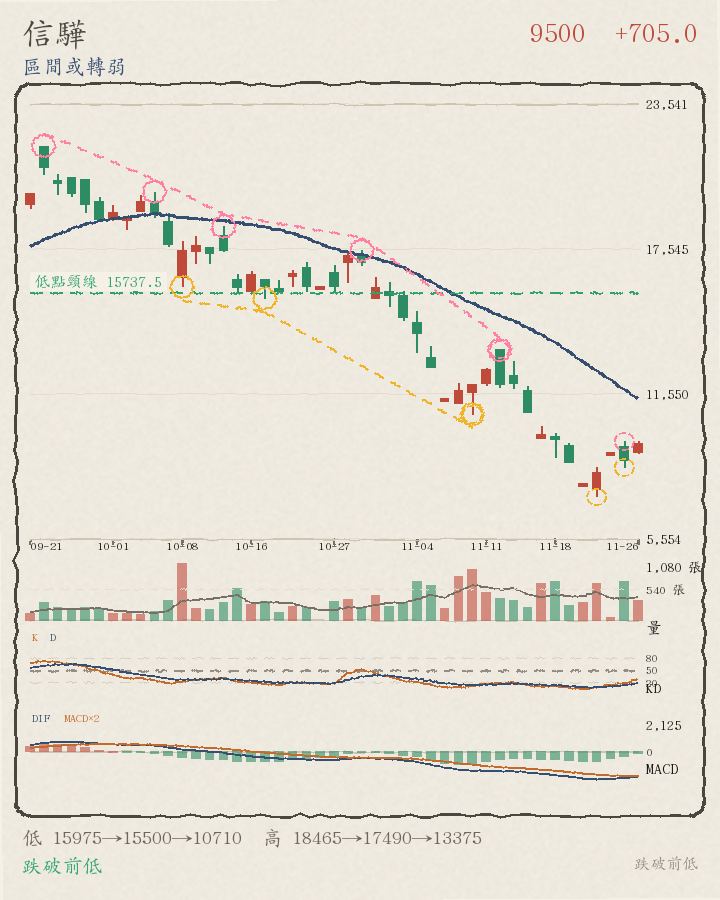 信驊
9500 +705.0
區間或轉弱
23,541
17,545
低點頸線 15737.5
11,550
5,554
09-21 10-01 10-08 10-16 10-27 11-04 11-11 11-18 11-26
1,080 張
540 張
量
K D
80
50
20
KD
DIF MACD×2
2,125
0
MACD
低 15975→15500→10710 高 18465→17490→13375
跌破前低
跌破前低